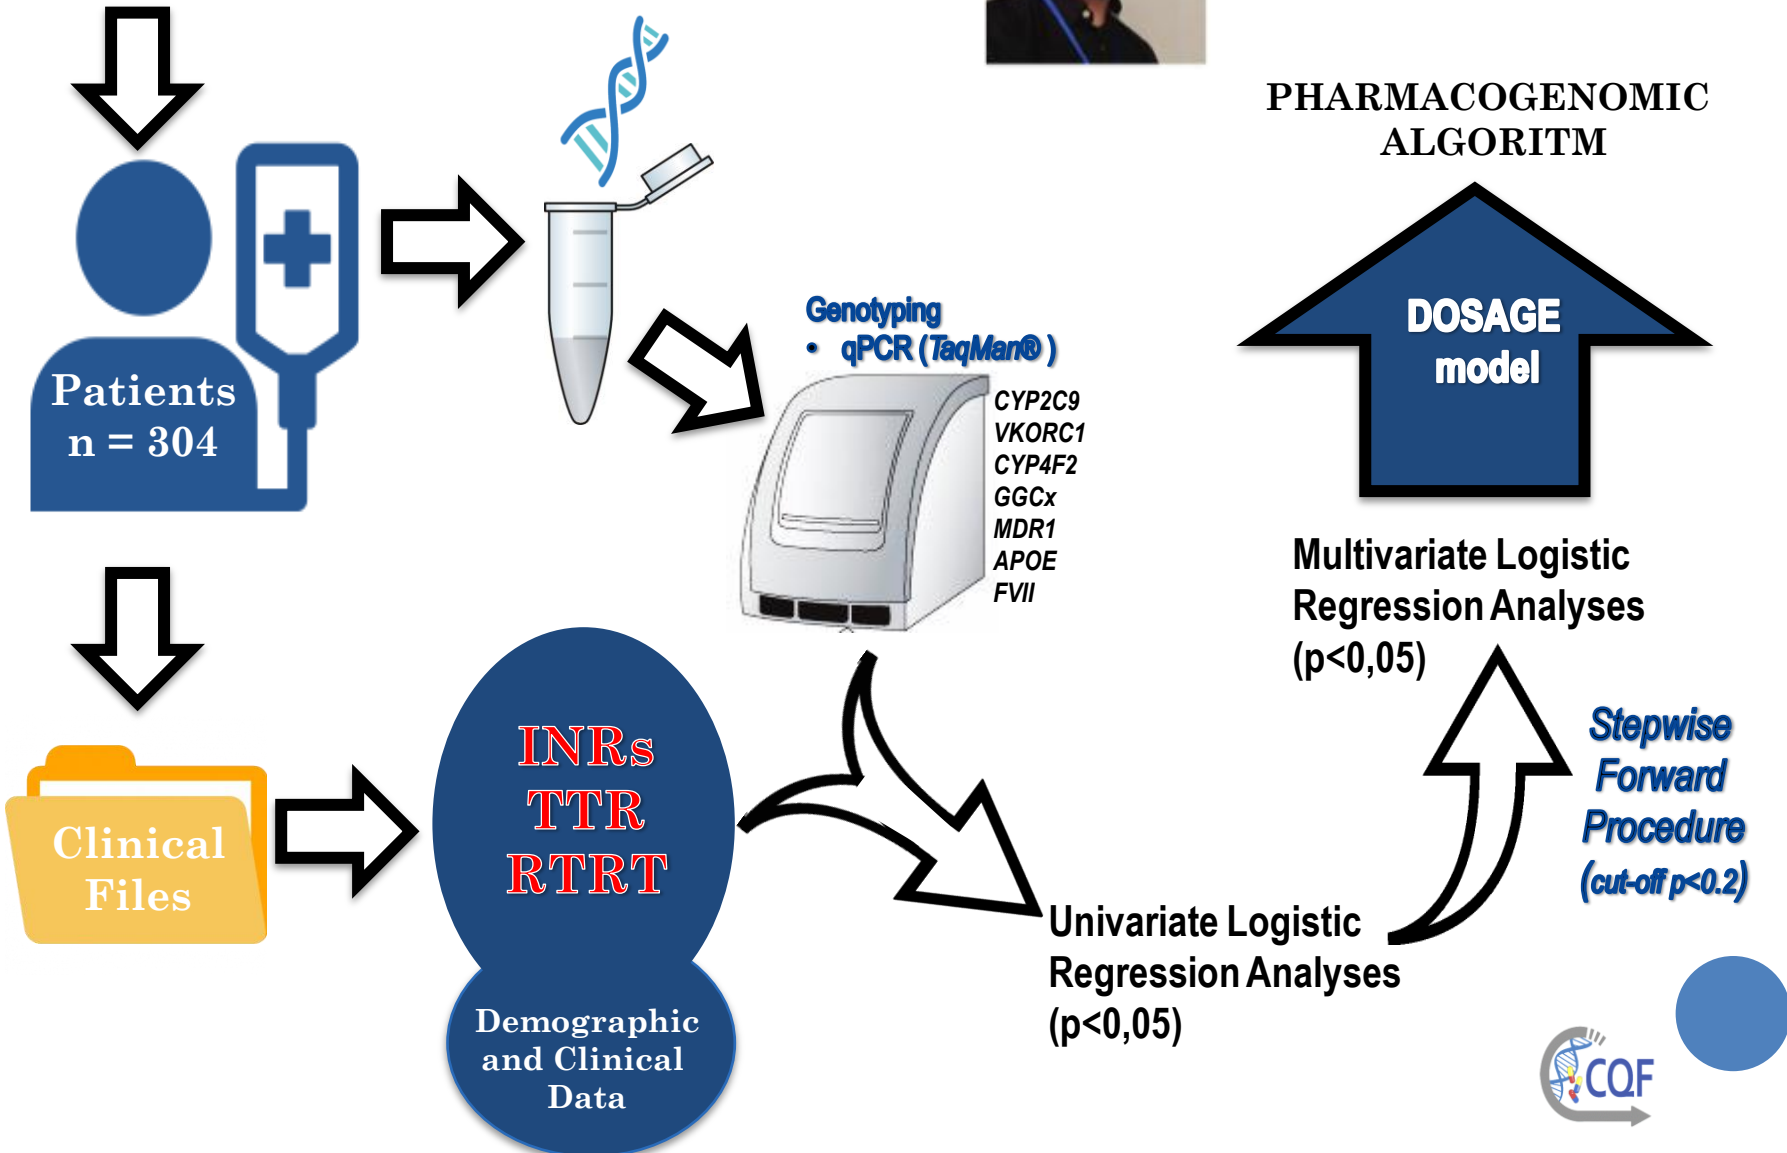 PHARMACOGENOMIC
ALGORITM
DOSAGE
model
Patients
n = 304
Genotyping
• qPCR (TaqMan® )
CYP2C9
VKORC1
CYP4F2
GGCx
MDR1
APOE
FVII
Multivariate Logistic
Regression Analyses
(p<0,05)
Stepwise
Forward
Procedure
(cut-off p<0.2)
Clinical
Files
INRs
TTR
RTRT
Demographic
and Clinical
Data
Univariate Logistic
Regression Analyses
(p<0,05)
CQF